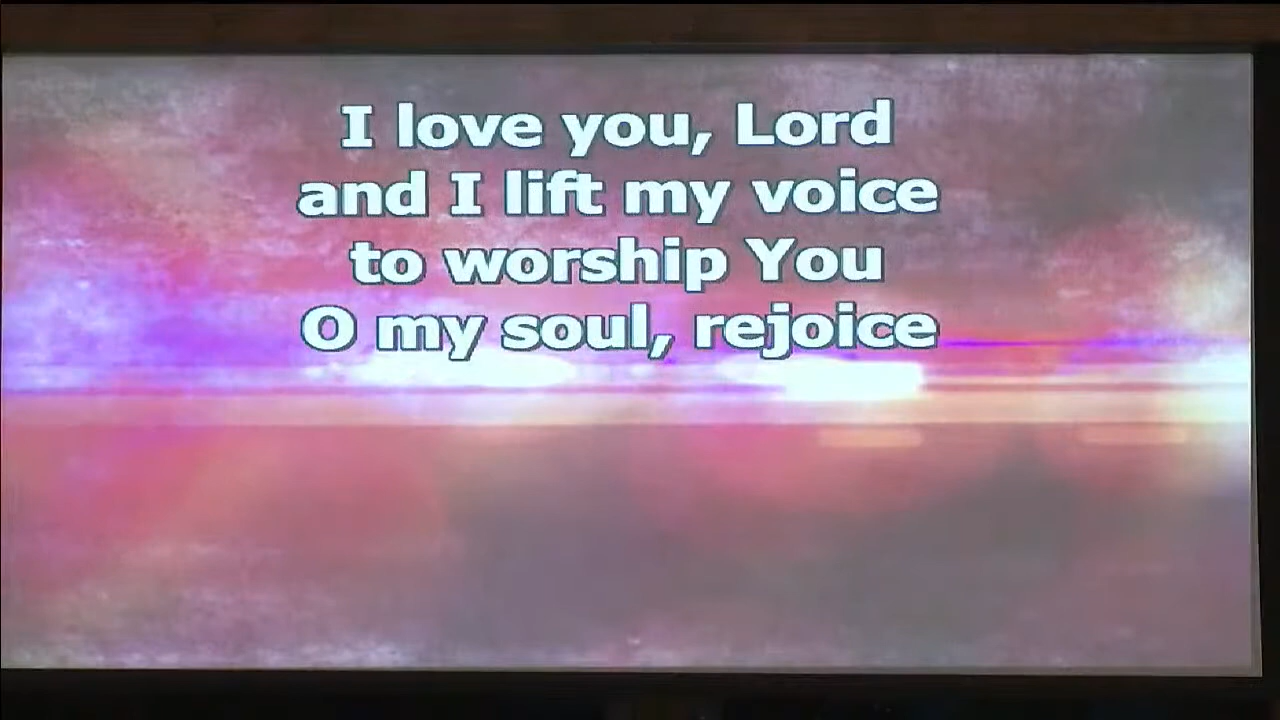 I love you, Lord
and I lift my voice
to worship You
O my soul, rejoice